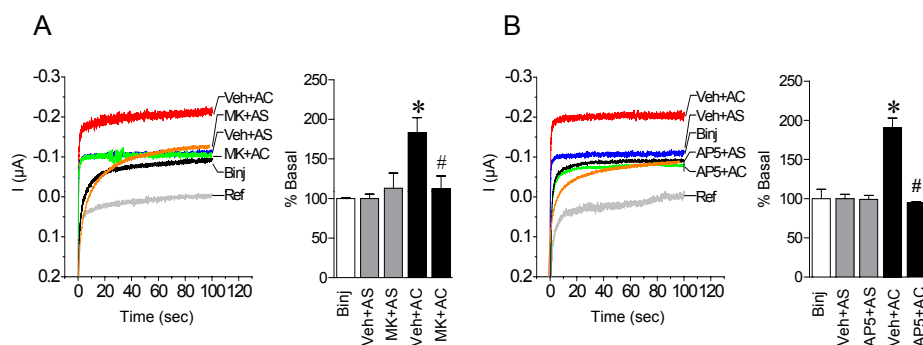 A
I (µA)
-0.3
-0.2
-0.1
0.0
0.1
0.2
0 20 40 60 80 100 120
Time (sec)
Veh+AC
MK+AS
Veh+AS
MK+AC
Binj
Ref
% Basal
250
200
150
100
50
0
*
#
Binj
Veh+AS
MK+AS
Veh+AC
MK+AC
B
I (µA)
-0.3
-0.2
-0.1
0.0
0.1
0.2
0 20 40 60 80 100 120
Time (sec)
Veh+AC
Veh+AS
Binj
AP5+AS
AP5+AC
Ref
% Basal
250
200
150
100
50
0
*
#
Binj
Veh+AS
AP5+AS
Veh+AC
AP5+AC